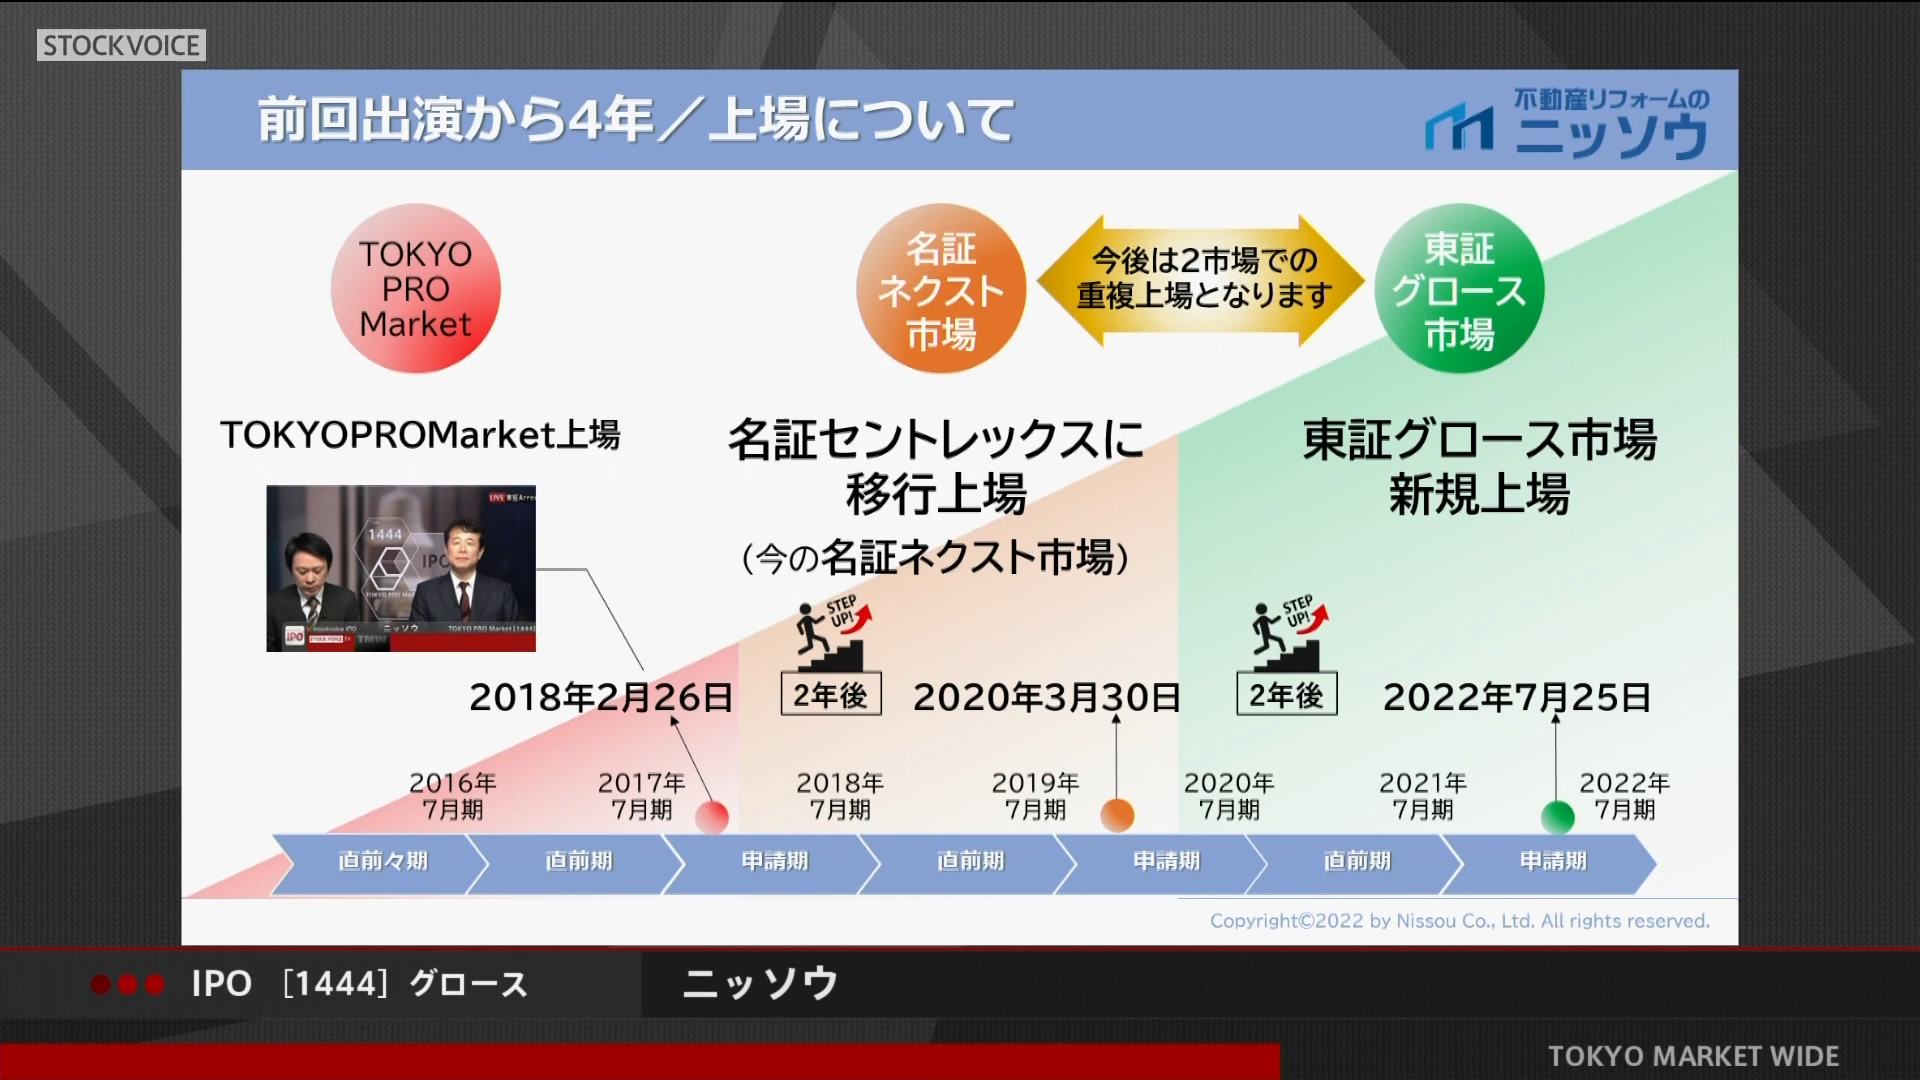 STOCKVOICE
前回出演から4年／上場について
不動産リフォームの
ニッソウ
TOKYO
PRO
Market
名証
ネクスト
市場
今後は2市場での
重複上場となります
東証
グロース
市場
TOKYOPROMarket上場
名証セントレックスに
移行上場
（今の名証ネクスト市場）
東証グロース市場
新規上場
1444
IPO
ニッソウ
STEP
UP!
STEP
UP!
2018年2月26日
2年後
2020年3月30日
2年後
2022年7月25日
2016年
7月期
2017年
7月期
2018年
7月期
2019年
7月期
2020年
7月期
2021年
7月期
2022年
7月期
直前々期
直前期
申請期
直前期
申請期
直前期
申請期
Copyright©2022 by Nissou Co., Ltd. All rights reserved.
IPO [1444] グロース
ニッソウ
TOKYO MARKET WIDE